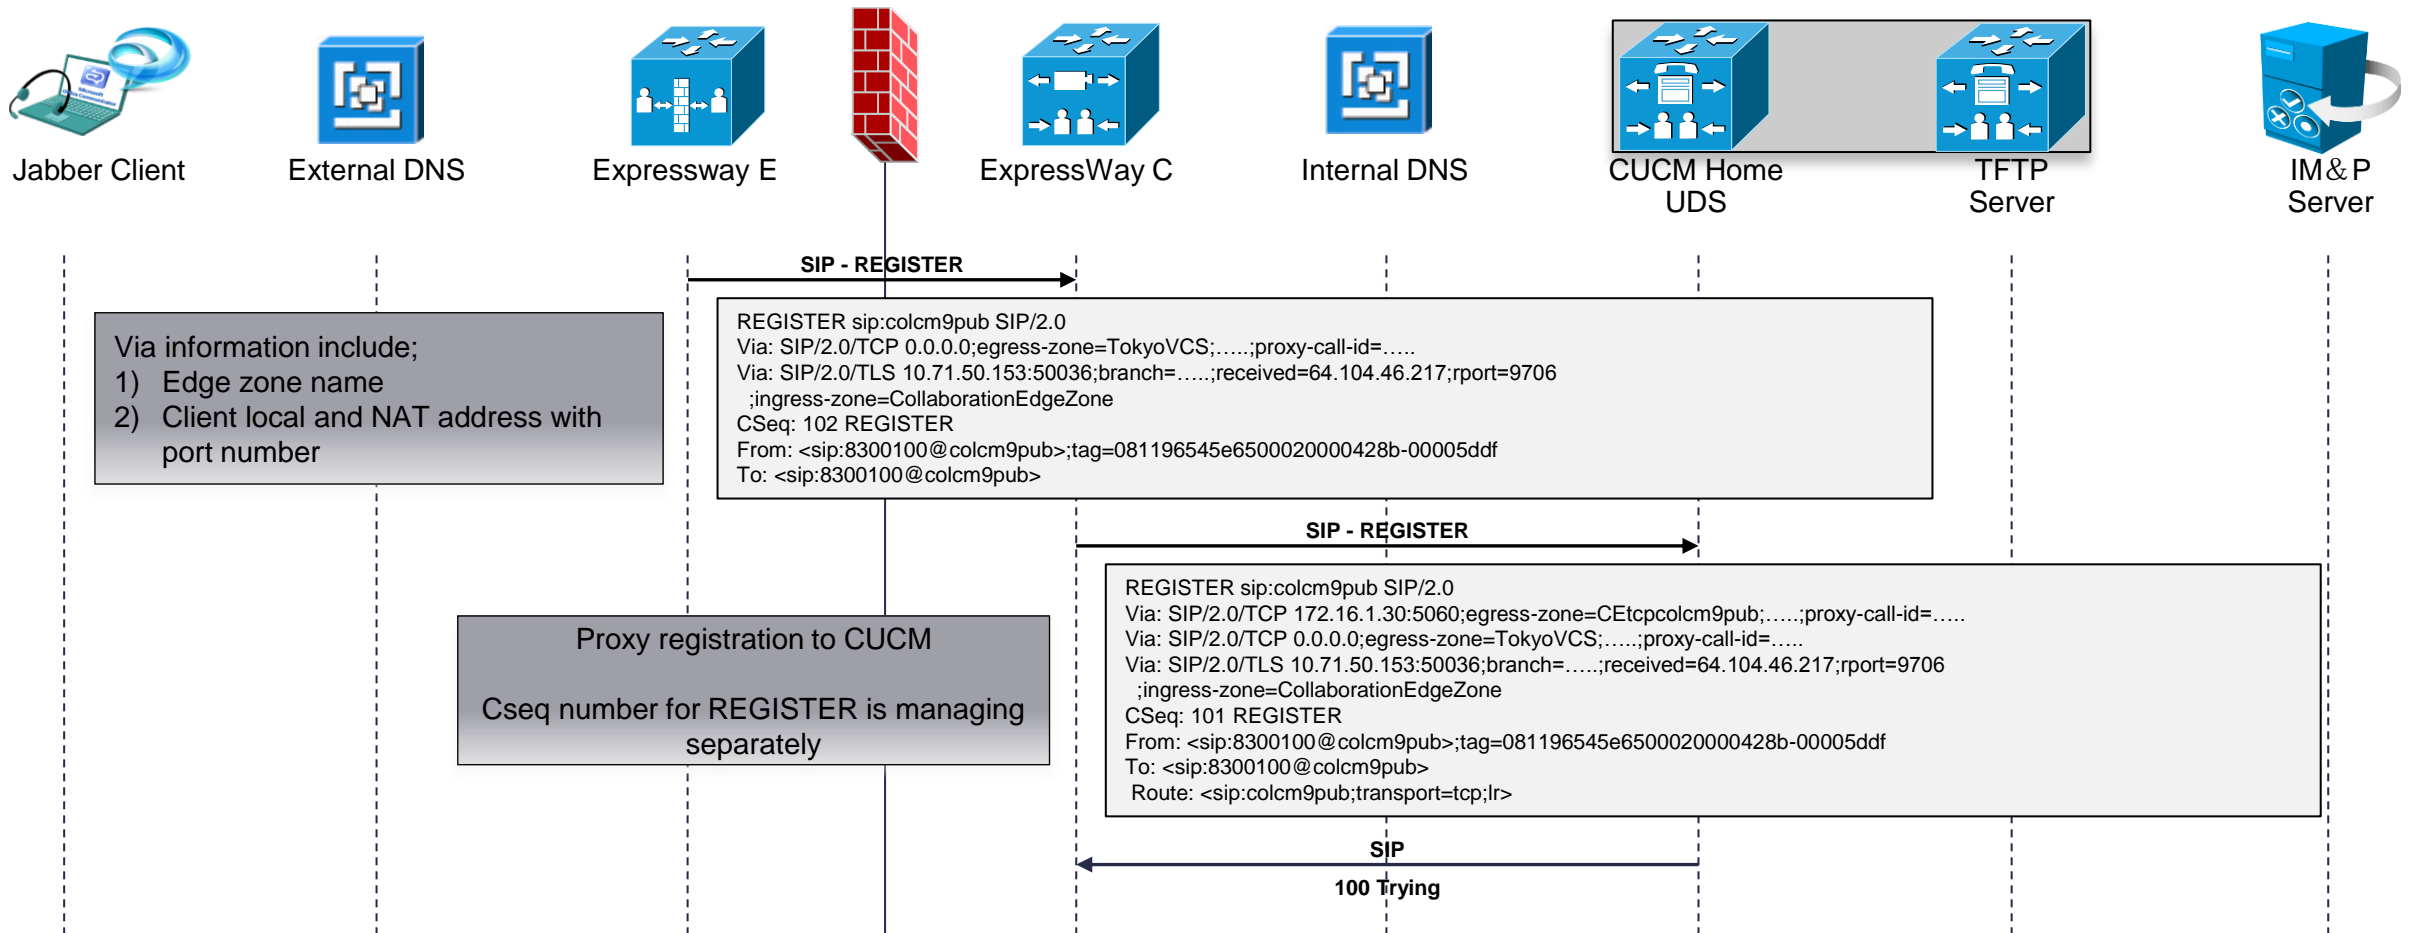 Microsoft
Office Communicator
Jabber Client
External DNS
Expressway E
ExpressWay C
Internal DNS
CUCM Home
UDS
TFTP
Server
IM&P
Server
SIP - REGISTER
Via information include;
1) Edge zone name
2) Client local and NAT address with
port number
REGISTER sip:colcm9pub SIP/2.0
Via: SIP/2.0/TCP 0.0.0.0;egress-zone=TokyoVCS;…..;proxy-call-id=…..
Via: SIP/2.0/TLS 10.71.50.153:50036;branch=…..;received=64.104.46.217;rport=9706
;ingress-zone=CollaborationEdgeZone
CSeq: 102 REGISTER
From: <sip:8300100@colcm9pub>;tag=081196545e6500020000428b-00005ddf
To: <sip:8300100@colcm9pub>
SIP - REGISTER
Proxy registration to CUCM
Cseq number for REGISTER is managing
separately
REGISTER sip:colcm9pub SIP/2.0
Via: SIP/2.0/TCP 172.16.1.30:5060;egress-zone=CEtcpcolcm9pub;…..;proxy-call-id=…..
Via: SIP/2.0/TCP 0.0.0.0;egress-zone=TokyoVCS;…..;proxy-call-id=…..
Via: SIP/2.0/TLS 10.71.50.153:50036;branch=…..;received=64.104.46.217;rport=9706
;ingress-zone=CollaborationEdgeZone
CSeq: 101 REGISTER
From: <sip:8300100@colcm9pub>;tag=081196545e6500020000428b-00005ddf
To: <sip:8300100@colcm9pub>
Route: <sip:colcm9pub;transport=tcp;lr>
SIP
100 Trying